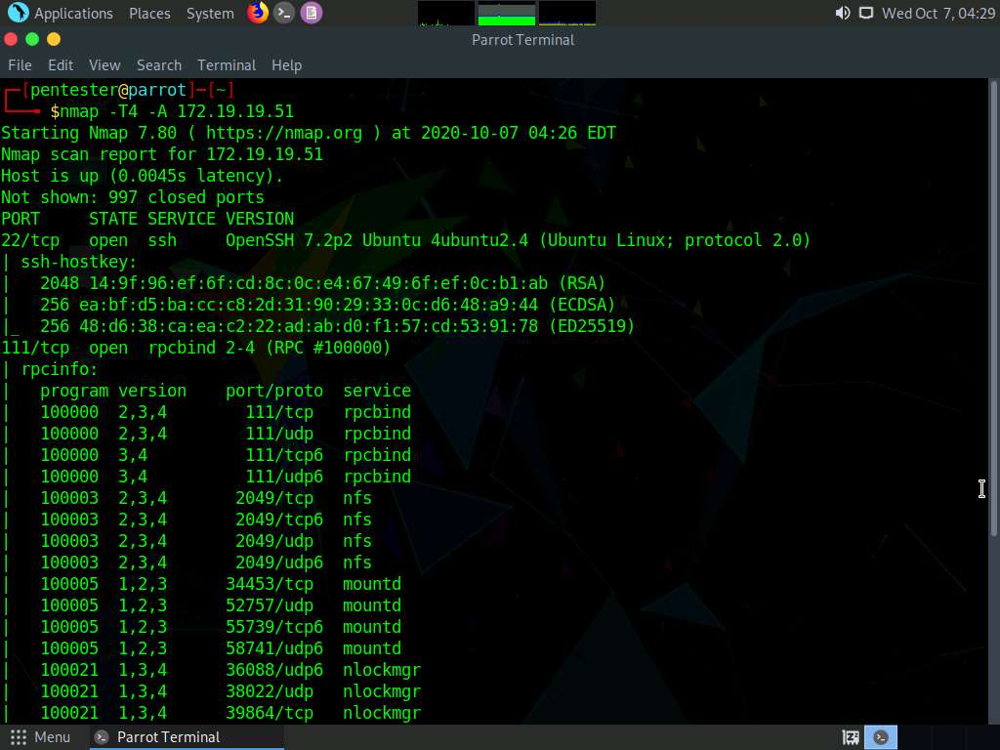 Applications Places System Wed Oct 7, 04:29
Parrot Terminal
File Edit View Search Terminal Help
┌─[pentester@parrot]─[~]
└──╼ $nmap -T4 -A 172.19.19.51
Starting Nmap 7.80 ( https://nmap.org ) at 2020-10-07 04:26 EDT
Nmap scan report for 172.19.19.51
Host is up (0.0045s latency).
Not shown: 997 closed ports
PORT     STATE SERVICE VERSION
22/tcp   open  ssh     OpenSSH 7.2p2 Ubuntu 4ubuntu2.4 (Ubuntu Linux; protocol 2.0)
| ssh-hostkey:
|   2048 14:9f:96:ef:6f:cd:8c:0c:e4:67:49:6f:ef:0c:b1:ab (RSA)
|   256 ea:bf:d5:ba:cc:c8:2d:31:90:29:33:0c:d6:48:a9:44 (ECDSA)
|_  256 48:d6:38:ca:ea:c2:22:ad:ab:d0:f1:57:cd:53:91:78 (ED25519)
111/tcp  open  rpcbind 2-4 (RPC #100000)
| rpcinfo:
|   program version    port/proto  service
|   100000  2,3,4        111/tcp   rpcbind
|   100000  2,3,4        111/udp   rpcbind
|   100000  3,4          111/tcp6  rpcbind
|   100000  3,4          111/udp6  rpcbind
|   100003  2,3,4       2049/tcp   nfs
|   100003  2,3,4       2049/tcp6  nfs
|   100003  2,3,4       2049/udp   nfs
|   100003  2,3,4       2049/udp6  nfs
|   100005  1,2,3      34453/tcp   mountd
|   100005  1,2,3      52757/udp   mountd
|   100005  1,2,3      55739/tcp6  mountd
|   100005  1,2,3      58741/udp6  mountd
|   100021  1,3,4      36088/udp6  nlockmgr
|   100021  1,3,4      38022/udp   nlockmgr
|   100021  1,3,4      39864/tcp   nlockmgr
Menu Parrot Terminal